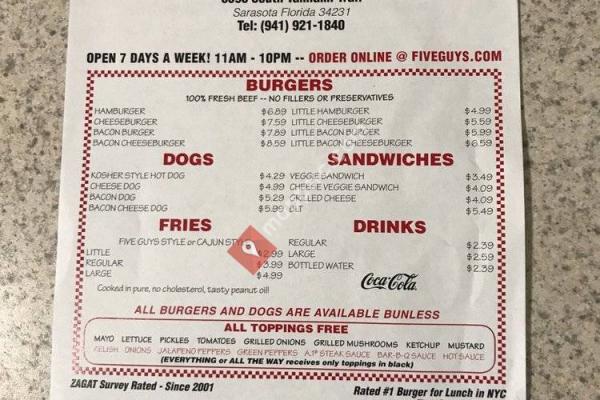 Sarasota Florida 34231
Tel: (941) 921-1840
OPEN 7 DAYS A WEEK! 11AM - 10PM -- ORDER ONLINE @ FIVEGUYS.COM
BURGERS
100% FRESH BEEF -- NO FILLERS OR PRESERVATIVES
HAMBURGER $6.89 LITTLE HAMBURGER $4.99
CHEESEBURGER $7.59 LITTLE CHEESEBURGER $5.59
BACON BURGER $7.89 LITTLE BACON BURGER $5.99
BACON CHEESEBURGER $8.59 LITTLE BACON CHEESEBURGER $6.59
DOGS SANDWICHES
KOSHER STYLE HOT DOG $4.29 VEGGIE SANDWICH $3.49
CHEESE DOG $4.99 CHEESE VEGGIE SANDWICH $4.09
BACON DOG $5.29 GRILLED CHEESE $4.09
BACON CHEESE DOG $5.99 BLT $5.49
FRIES DRINKS
FIVE GUYS STYLE or CAJUN STYLE
LITTLE $2.99 REGULAR $2.39
REGULAR $3.99 LARGE $2.59
LARGE $4.99 BOTTLED WATER $2.39
Coca-Cola
Cooked in pure, no cholesterol, tasty peanut oil!
ALL BURGERS AND DOGS ARE AVAILABLE BUNLESS
ALL TOPPINGS FREE
MAYO LETTUCE PICKLES TOMATOES GRILLED ONIONS GRILLED MUSHROOMS KETCHUP MUSTARD
RELISH ONIONS JALAPENO PEPPERS GREEN PEPPERS A.1® STEAK SAUCE BAR-B-Q SAUCE HOT SAUCE
(EVERYTHING or ALL THE WAY receives only toppings in black)
ZAGAT Survey Rated - Since 2001 Rated #1 Burger for Lunch in NYC